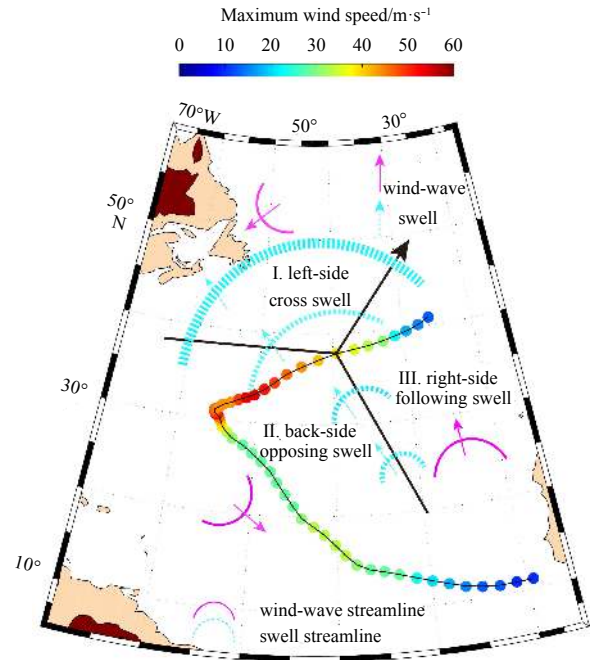 Maximum wind speed/m·s⁻¹
0 10 20 30 40 50 60
70°W
50°
30°
50°
N
wind-wave
swell
I. left-side
cross swell
30°
III. right-side
following swell
II. back-side
opposing swell
10°
wind-wave streamline
swell streamline